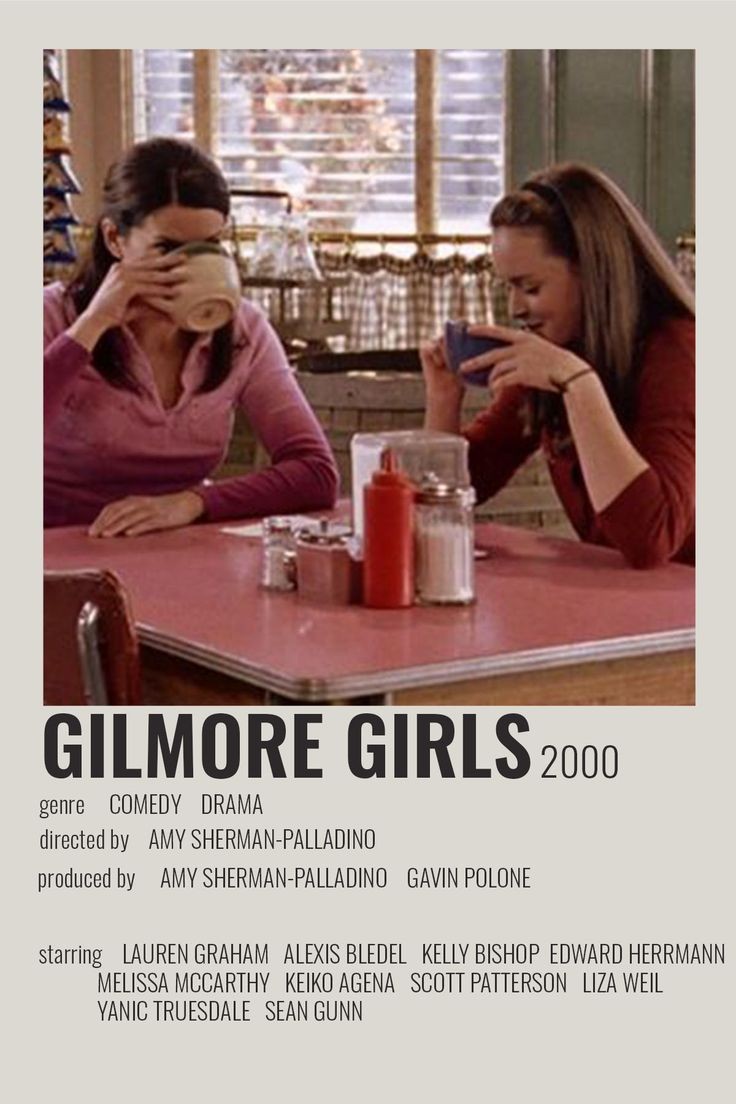 GILMORE GIRLS 2000
genre COMEDY DRAMA
directed by AMY SHERMAN-PALLADINO
produced by AMY SHERMAN-PALLADINO GAVIN POLONE
starring LAUREN GRAHAM ALEXIS BLEDEL KELLY BISHOP EDWARD HERRMANN
MELISSA MCCARTHY KEIKO AGENA SCOTT PATTERSON LIZA WEIL
YANIC TRUESDALE SEAN GUNN